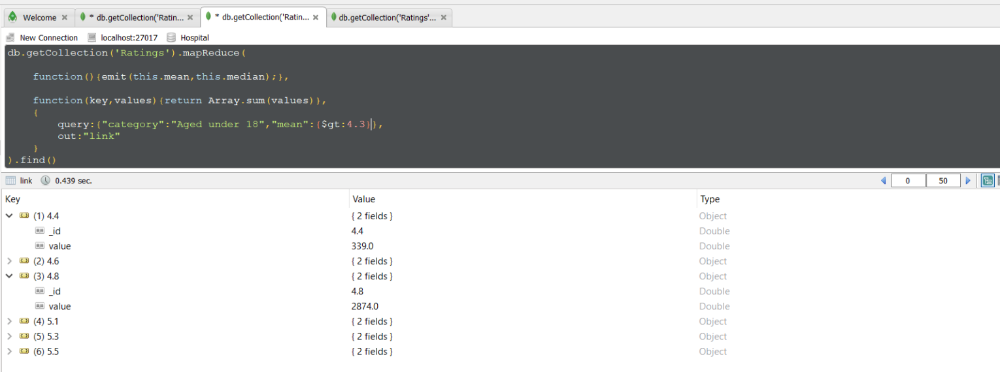 Welcome × * db.getCollection('Ratin... × * db.getCollection('Ratin... × db.getCollection('Ratings'... ×
New Connection localhost:27017 Hospital
db.getCollection('Ratings').mapReduce(
function(){emit(this.mean,this.median);},
function(key,values){return Array.sum(values)},
{
query:{"category":"Aged under 18","mean":{$gt:4.3}},
out:"link"
}
).find()
link 0.439 sec. 0 50
Key Value Type
(1) 4.4 { 2 fields } Object
_id 4.4 Double
value 339.0 Double
(2) 4.6 { 2 fields } Object
(3) 4.8 { 2 fields } Object
_id 4.8 Double
value 2874.0 Double
(4) 5.1 { 2 fields } Object
(5) 5.3 { 2 fields } Object
(6) 5.5 { 2 fields } Object